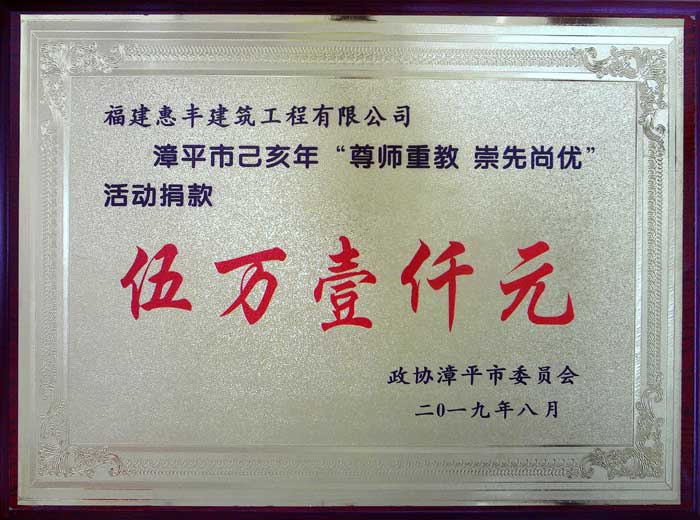 福建惠丰建筑工程有限公司
漳平市己亥年“尊师重教 崇先尚优”
活动捐款
伍万壹仟元
政协漳平市委员会
二0一九年八月